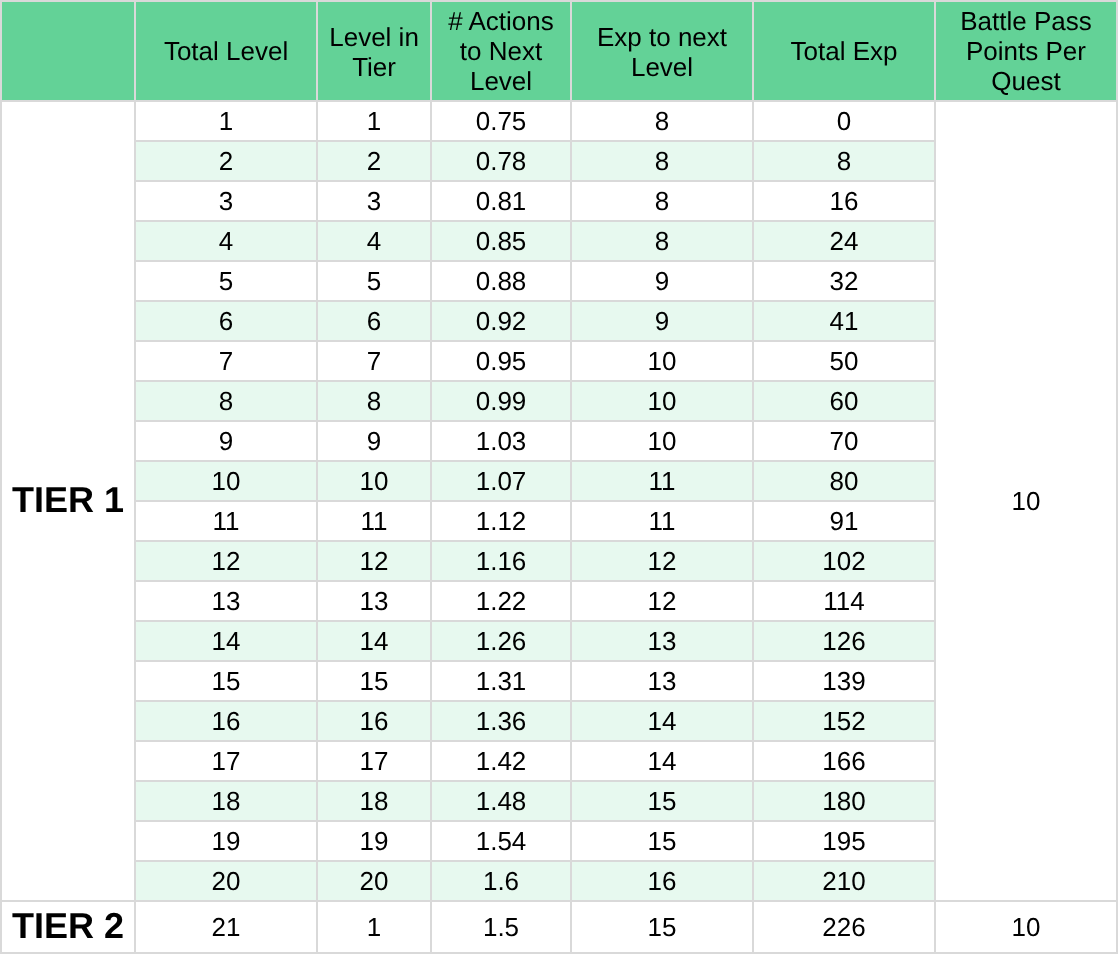 Total Level
Level in
Tier
# Actions
to Next
Level
Exp to next
Level
Total Exp
Battle Pass
Points Per
Quest
1 1 0.75 8 0
2 2 0.78 8 8
3 3 0.81 8 16
4 4 0.85 8 24
5 5 0.88 9 32
6 6 0.92 9 41
7 7 0.95 10 50
8 8 0.99 10 60
9 9 1.03 10 70
TIER 1 10 10 1.07 11 80 10
11 11 1.12 11 91
12 12 1.16 12 102
13 13 1.22 12 114
14 14 1.26 13 126
15 15 1.31 13 139
16 16 1.36 14 152
17 17 1.42 14 166
18 18 1.48 15 180
19 19 1.54 15 195
20 20 1.6 16 210
TIER 2 21 1 1.5 15 226 10